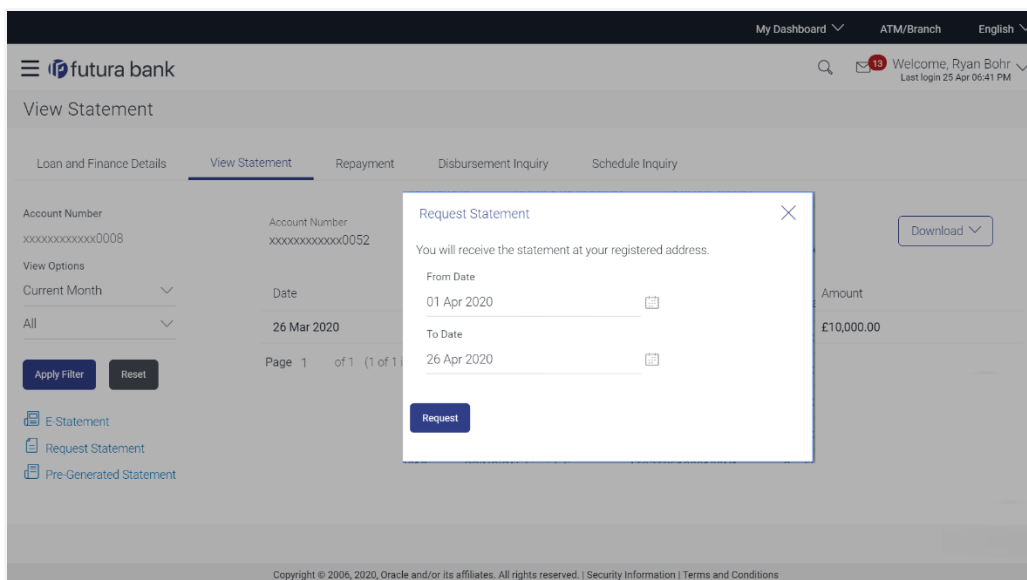 My Dashboard ATM/Branch English
futura bank
13 Welcome, Ryan Bohr
Last login 25 Apr 06:41 PM
View Statement
Loan and Finance Details View Statement Repayment Disbursement Inquiry Schedule Inquiry
Account Number
xxxxxxxxxxxx0008
View Options
Current Month
All
Apply Filter Reset
E-Statement
Request Statement
Pre-Generated Statement
Account Number
xxxxxxxxxxxx0052
Download
Date Amount
26 Mar 2020 £10,000.00
Page 1 of 1 (1 of 1
Request Statement
You will receive the statement at your registered address.
From Date
01 Apr 2020
To Date
26 Apr 2020
Request
Copyright © 2006, 2020, Oracle and/or its affiliates. All rights reserved. | Security Information | Terms and Conditions